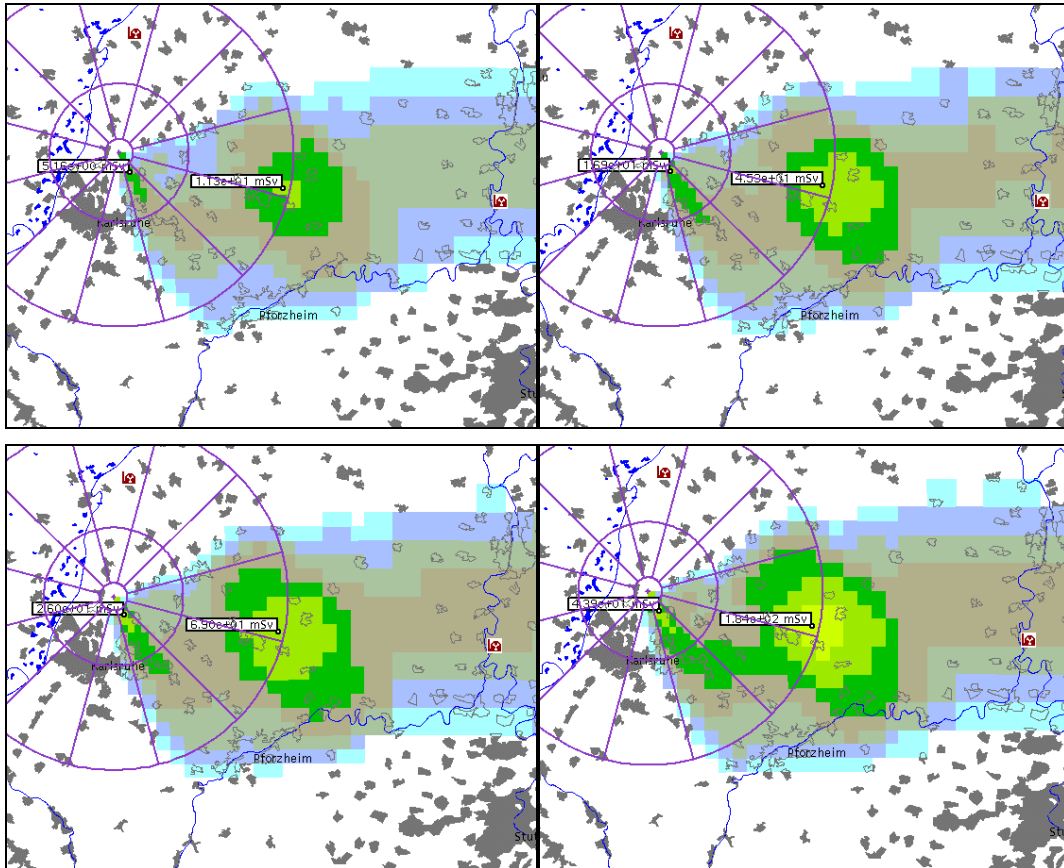 5.16e+00 mSv
1.13e+01 mSv
Karlsruhe
Pforzheim
1.69e+01 mSv
4.53e+01 mSv
Karlsruhe
Pforzheim
Stu
2.60e+01 mSv
6.90e+01 mSv
Karlsruhe
Pforzheim
Stu
4.39e+01 mSv
1.84e+02 mSv
Karlsruhe
Pforzheim
Stu